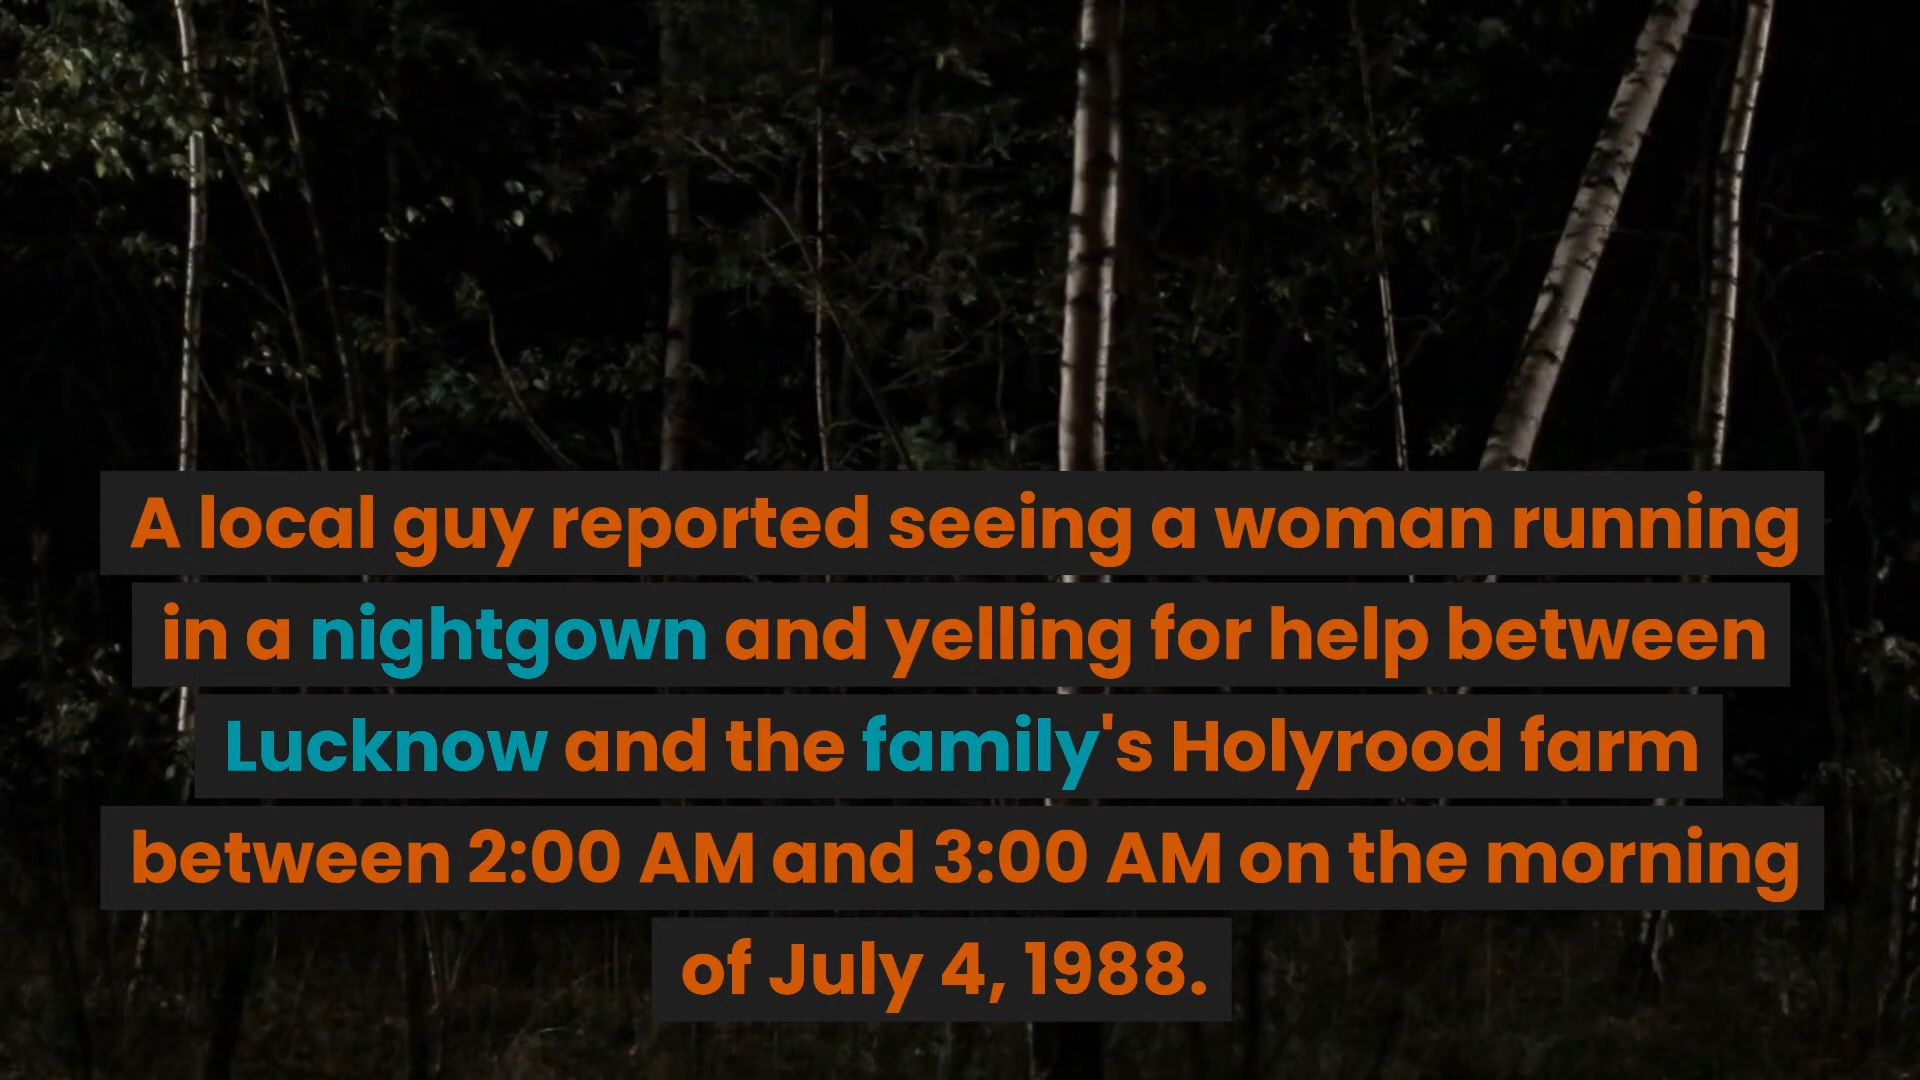 A local guy reported seeing a woman running
in a nightgown and yelling for help between
Lucknow and the family's Holyrood farm
between 2:00 AM and 3:00 AM on the morning
of July 4, 1988.